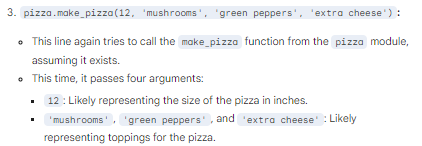 3. pizza.make_pizza(12, 'mushrooms', 'green peppers', 'extra cheese'):
This line again tries to call the make_pizza function from the pizza module,
assuming it exists.
This time, it passes four arguments:
12: Likely representing the size of the pizza in inches.
'mushrooms', 'green peppers', and 'extra cheese': Likely
representing toppings for the pizza.